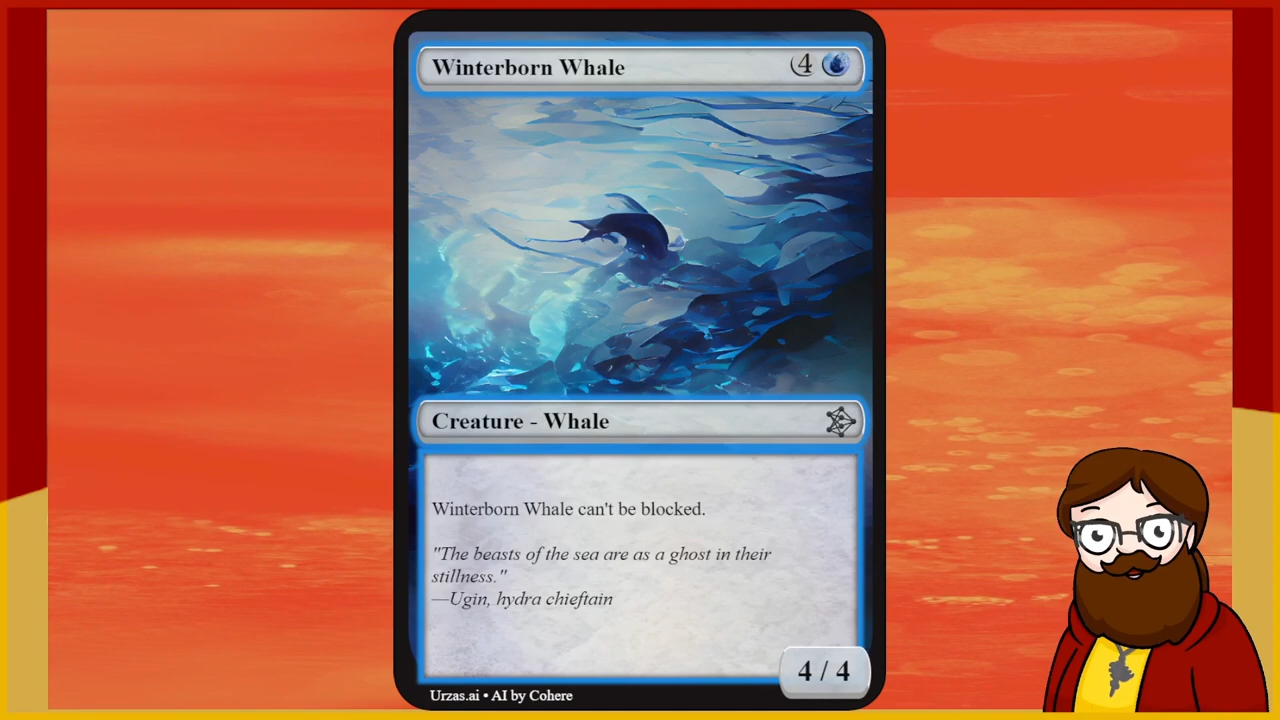 Winterborn Whale 4
Creature - Whale
Winterborn Whale can't be blocked.
"The beasts of the sea are as a ghost in their
stillness."
—Ugin, hydra chieftain
4 / 4
Urzas.ai • AI by Cohere